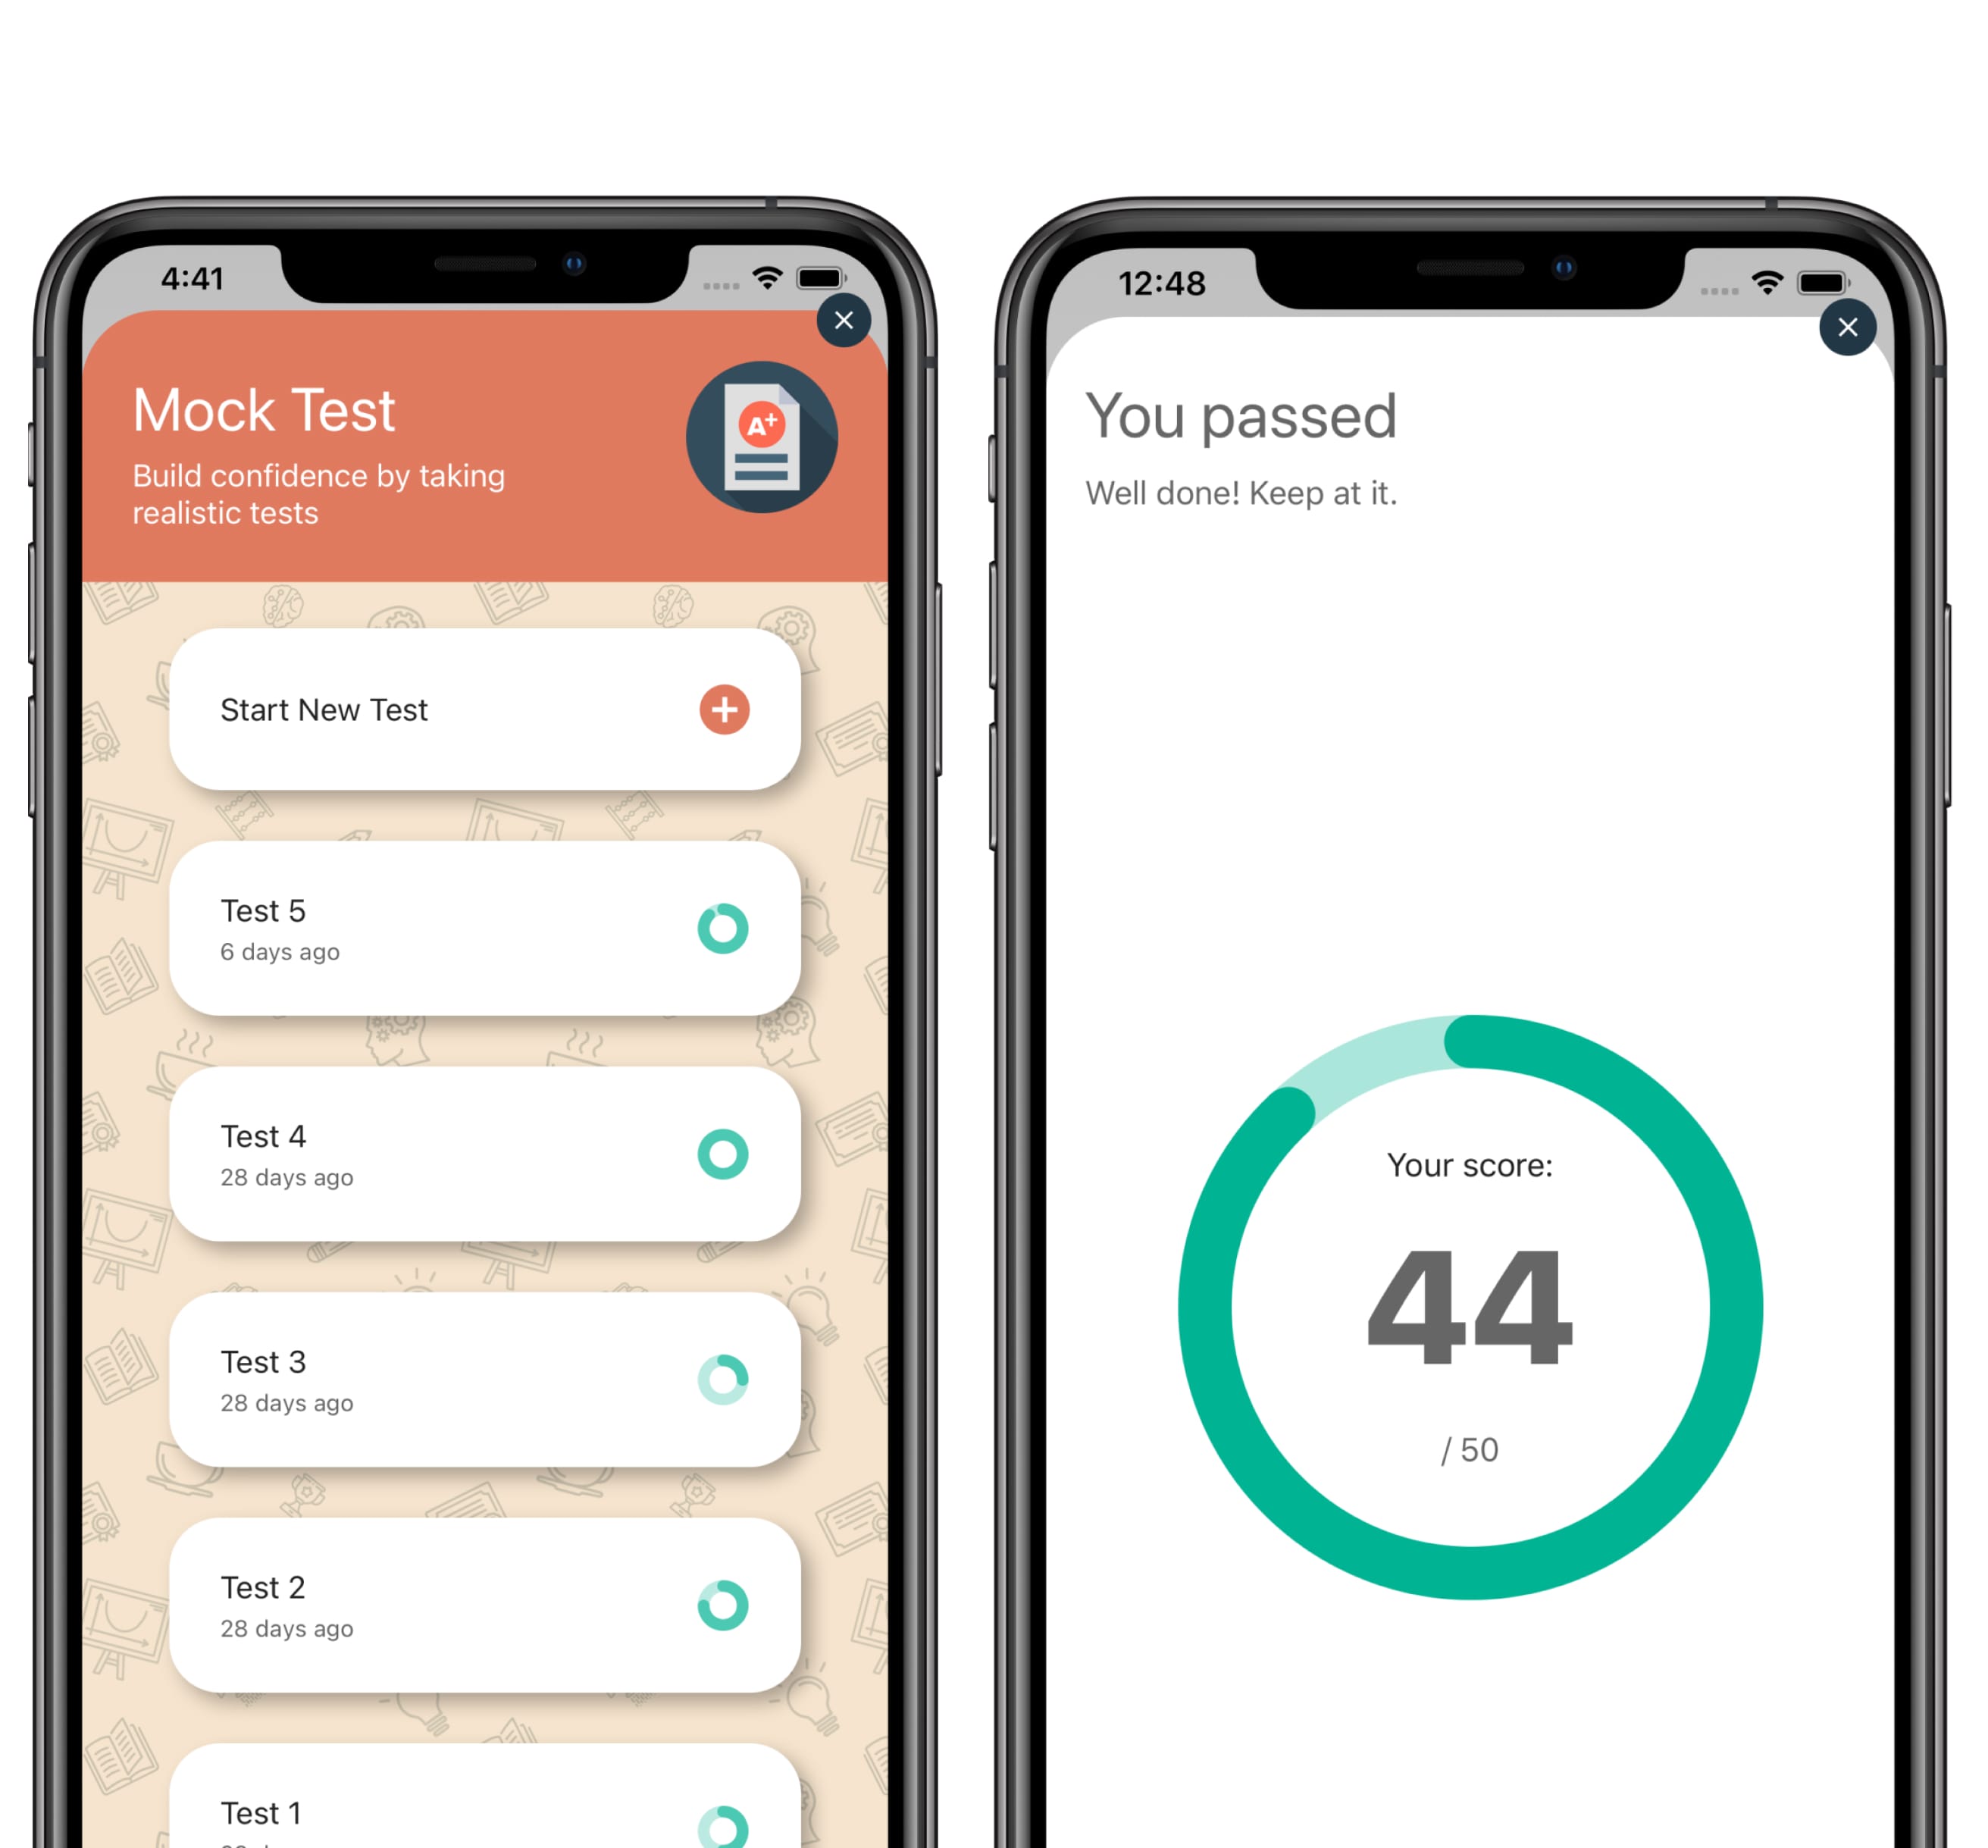 4:41
Mock Test
Build confidence by taking
realistic tests
A+
Start New Test
Test 5
6 days ago
Test 4
28 days ago
Test 3
28 days ago
Test 2
28 days ago
Test 1
12:48
You passed
Well done! Keep at it.
Your score:
44
/ 50